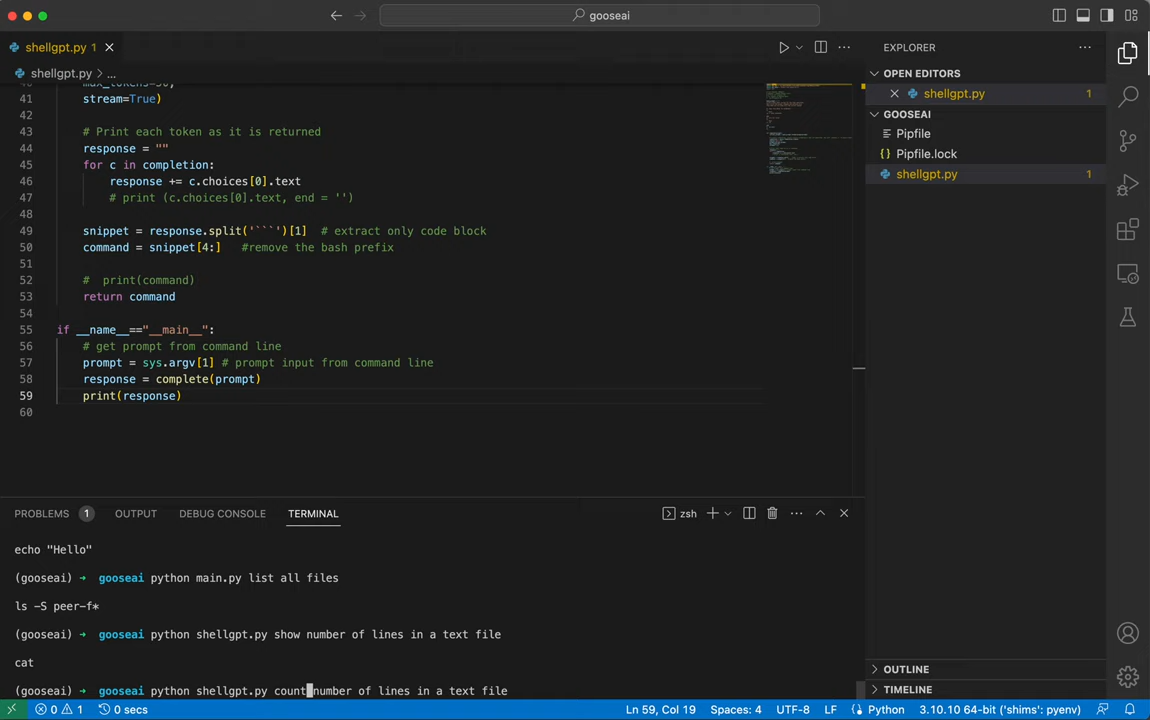 gooseai
shellgpt.py 1
shellgpt.py > ...
41 stream=True)
42
43 # Print each token as it is returned
44 response = ""
45 for c in completion:
46 response += c.choices[0].text
47 # print (c.choices[0].text, end = '')
48
49 snippet = response.split('```')[1] # extract only code block
50 command = snippet[4:] #remove the bash prefix
51
52 # print(command)
53 return command
54
55 if __name__=="__main__":
56 # get prompt from command line
57 prompt = sys.argv[1] # prompt input from command line
58 response = complete(prompt)
59 print(response)
60
EXPLORER
OPEN EDITORS
shellgpt.py 1
GOOSEAI
Pipfile
Pipfile.lock
shellgpt.py 1
OUTLINE
TIMELINE
PROBLEMS 1 OUTPUT DEBUG CONSOLE TERMINAL zsh
echo "Hello"
(gooseai) → gooseai python main.py list all files
ls -S peer-f*
(gooseai) → gooseai python shellgpt.py show number of lines in a text file
cat
(gooseai) → gooseai python shellgpt.py count number of lines in a text file
0 1 0 secs Ln 59, Col 19 Spaces: 4 UTF-8 LF Python 3.10.10 64-bit ('shims': pyenv)